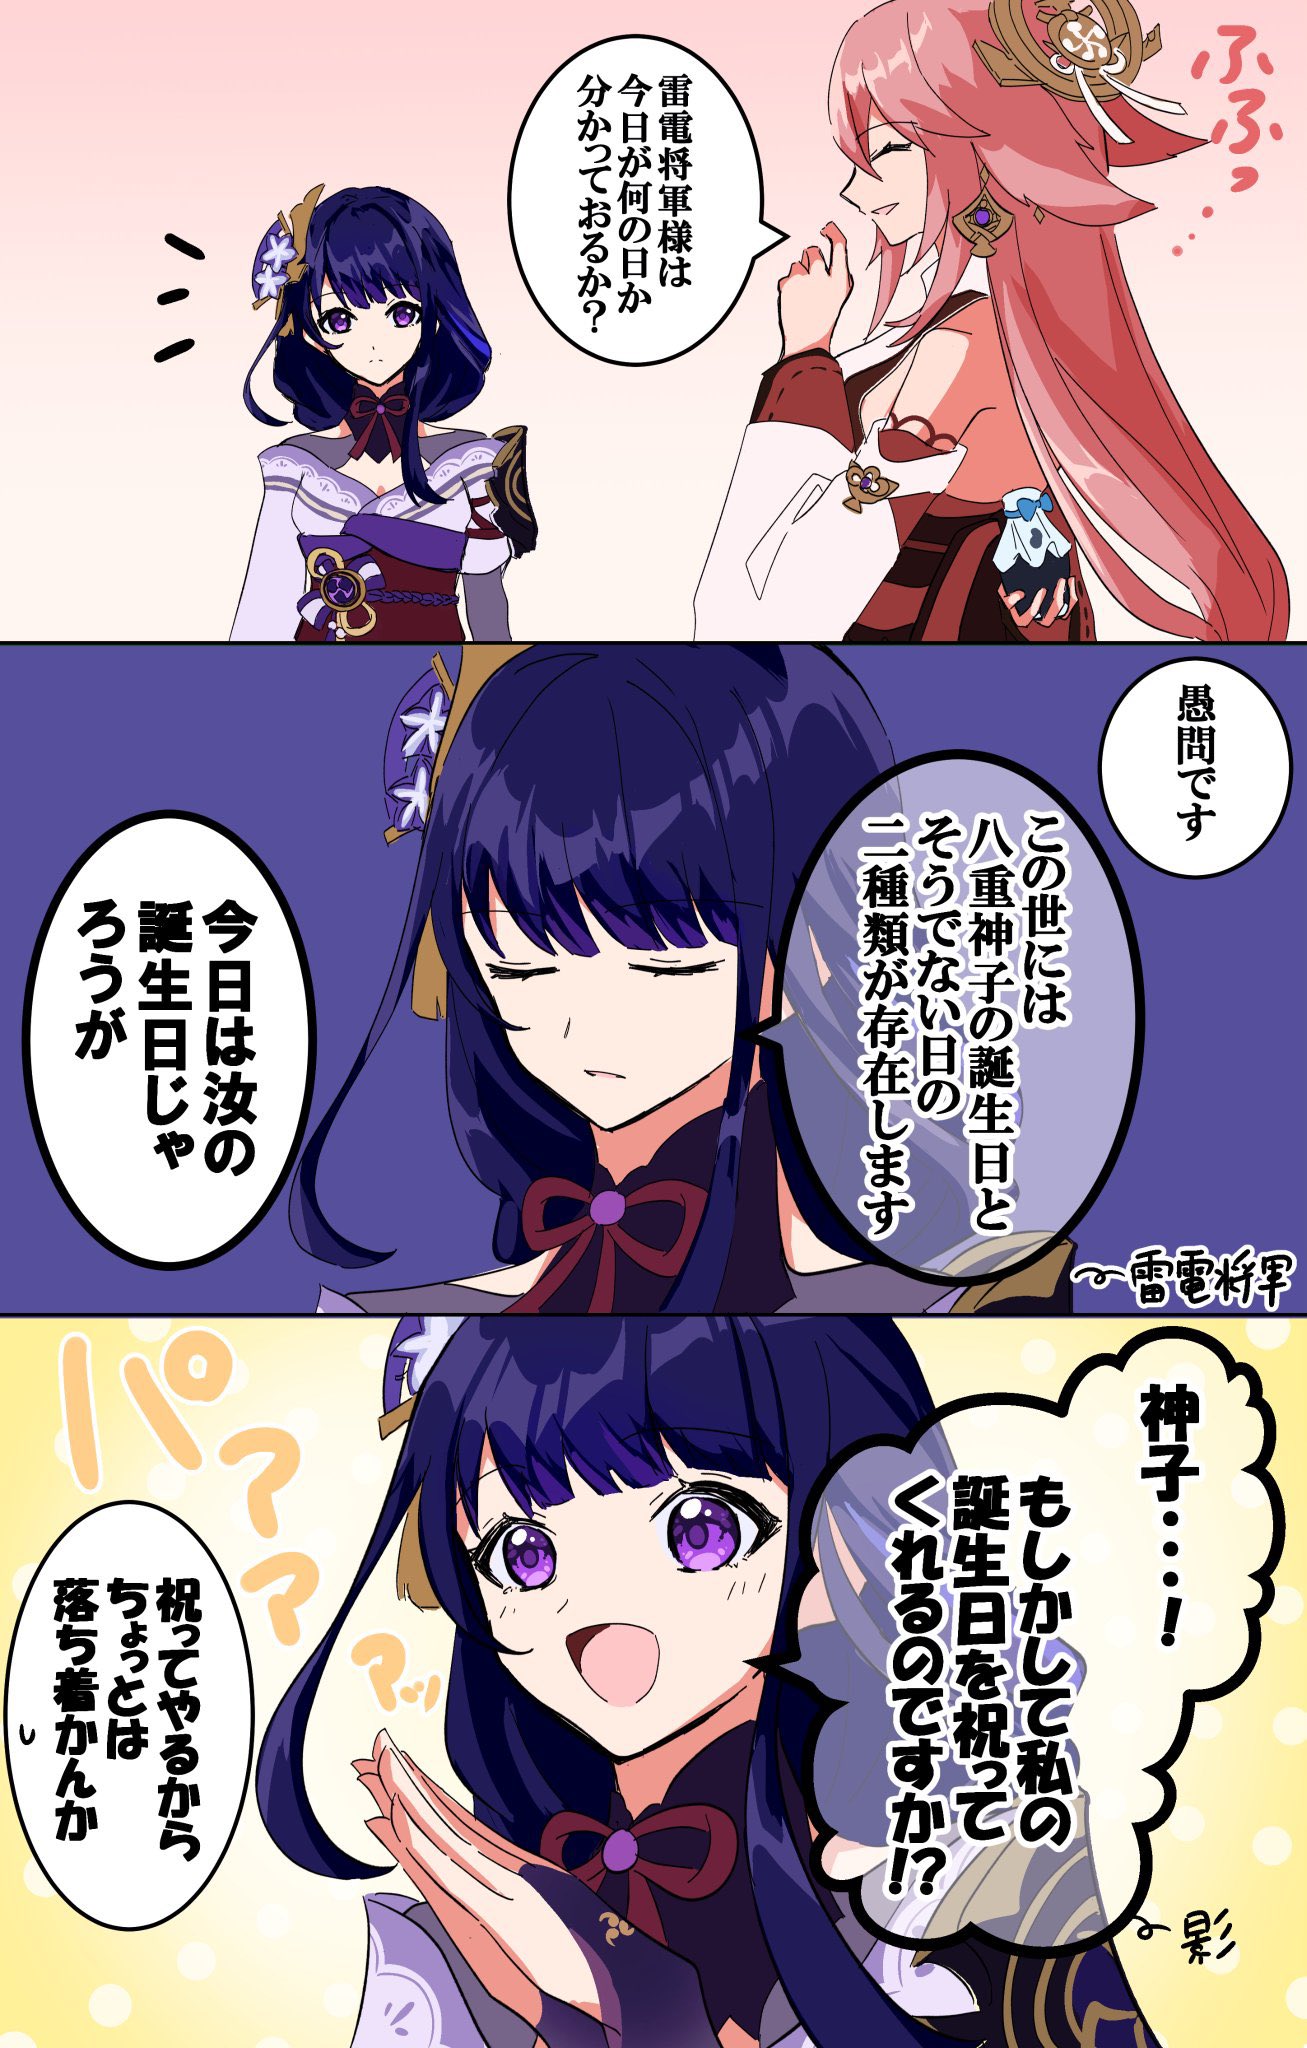 ふふっ…
雷電将軍様は
今日が何の日か
分かっておるか?
愚問です
この世には
八重神子の誕生日と
そうでない日の
二種類が存在します
雷電将軍
今日は汝の
誕生日じゃ
ろうが
神子‥‥!
もしかして私の
誕生日を祝って
くれるのですか!?
影
パアアアッ
祝ってやるから
ちょっとは
落ち着かんか